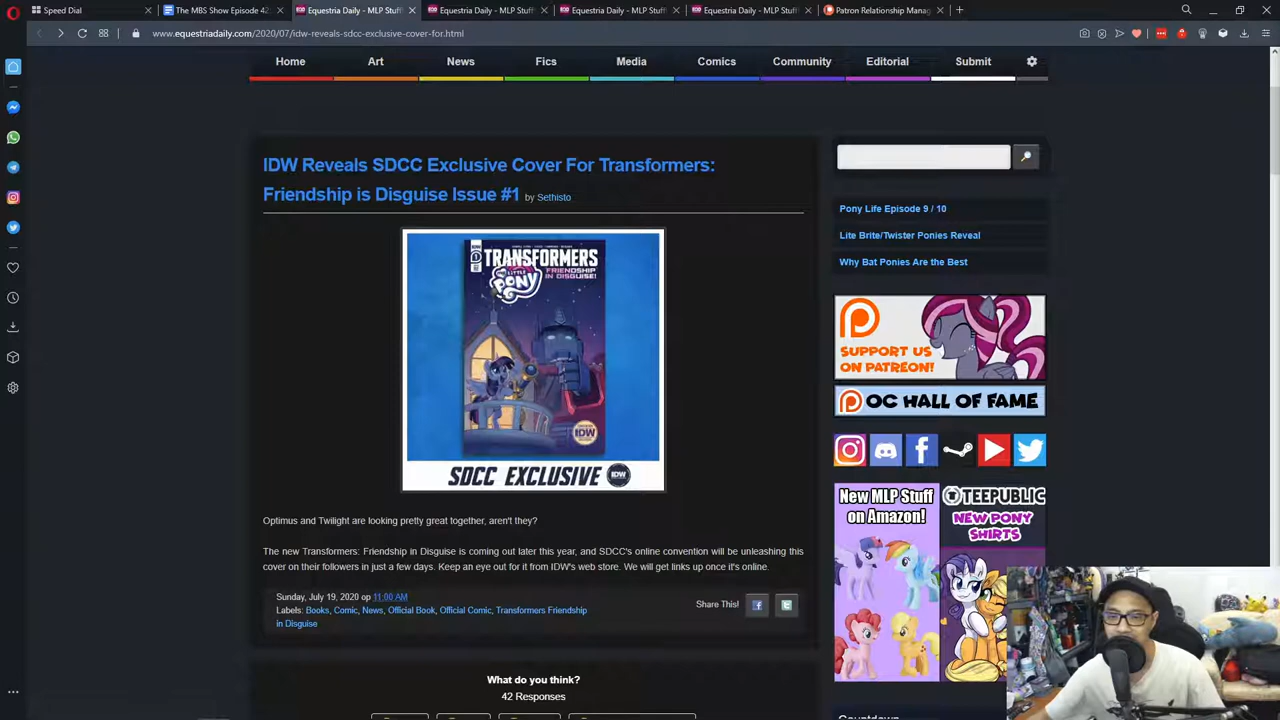 Speed Dial
The MBS Show Episode 42
Equestria Daily - MLP Stuff
Equestria Daily - MLP Stuff
Equestria Daily - MLP Stuff
Equestria Daily - MLP Stuff
Patron Relationship Mana
www.equestriadaily.com/2020/07/idw-reveals-sdcc-exclusive-cover-for.html
Home Art News Fics Media Comics Community Editorial Submit
IDW Reveals SDCC Exclusive Cover For Transformers:
Friendship is Disguise Issue #1 by Sethisto
TRANSFORMERS
my LITTLE
Pony
FRIENDSHIP
IN DISGUISE!
IDW
SDCC EXCLUSIVE IDW
Optimus and Twilight are looking pretty great together, aren't they?
The new Transformers: Friendship in Disguise is coming out later this year, and SDCC's online convention will be unleashing this
cover on their followers in just a few days. Keep an eye out for it from IDW's web store. We will get links up once it's online.
Sunday, July 19, 2020 op 11:00 AM
Labels: Books, Comic, News, Official Book, Official Comic, Transformers Friendship
in Disguise
Share This!
What do you think?
42 Responses
Pony Life Episode 9 / 10
Lite Brite/Twister Ponies Reveal
Why Bat Ponies Are the Best
SUPPORT US
ON PATREON!
OC HALL OF FAME
New MLP Stuff
on Amazon!
TEEPUBLIC
NEW PONY
SHIRTS
Countdown